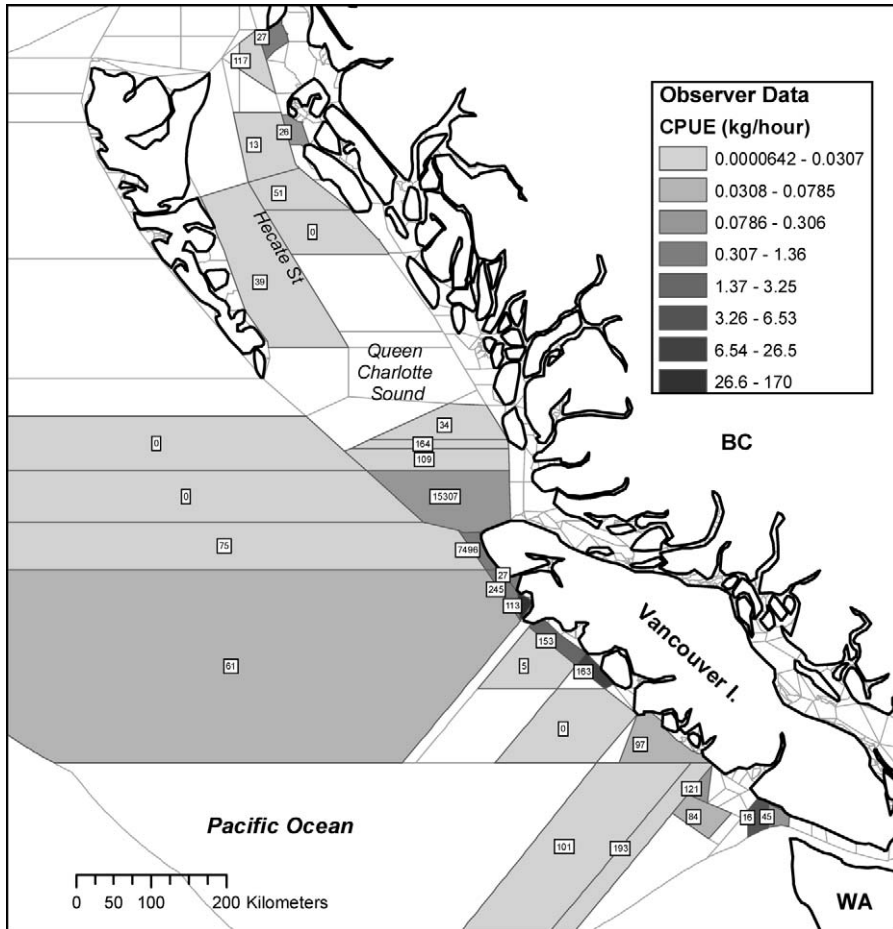 27
117
26
13
51
0
39
Hecate St
Queen
Charlotte
Sound
34
164
109
15307
0
0
75
61
7496
27
245
113
153
5
163
0
97
121
84
16
45
101
193
Observer Data
CPUE (kg/hour)
0.0000642 - 0.0307
0.0308 - 0.0785
0.0786 - 0.306
0.307 - 1.36
1.37 - 3.25
3.26 - 6.53
6.54 - 26.5
26.6 - 170
BC
Vancouver I.
Pacific Ocean
WA
0 50 100 200 Kilometers